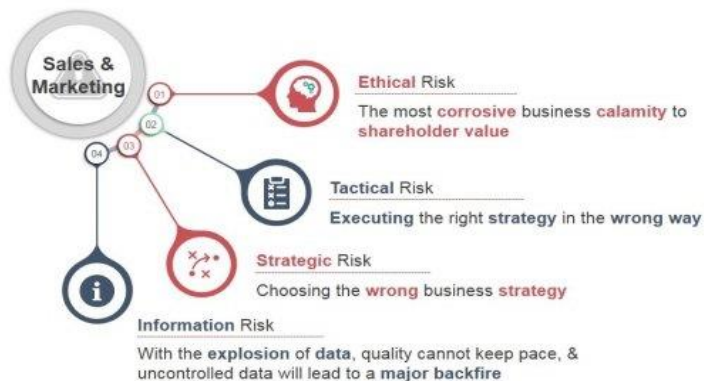 Sales &
Marketing
01
Ethical Risk
The most corrosive business calamity to
shareholder value
02
Tactical Risk
Executing the right strategy in the wrong way
03
Strategic Risk
Choosing the wrong business strategy
04
Information Risk
With the explosion of data, quality cannot keep pace, &
uncontrolled data will lead to a major backfire